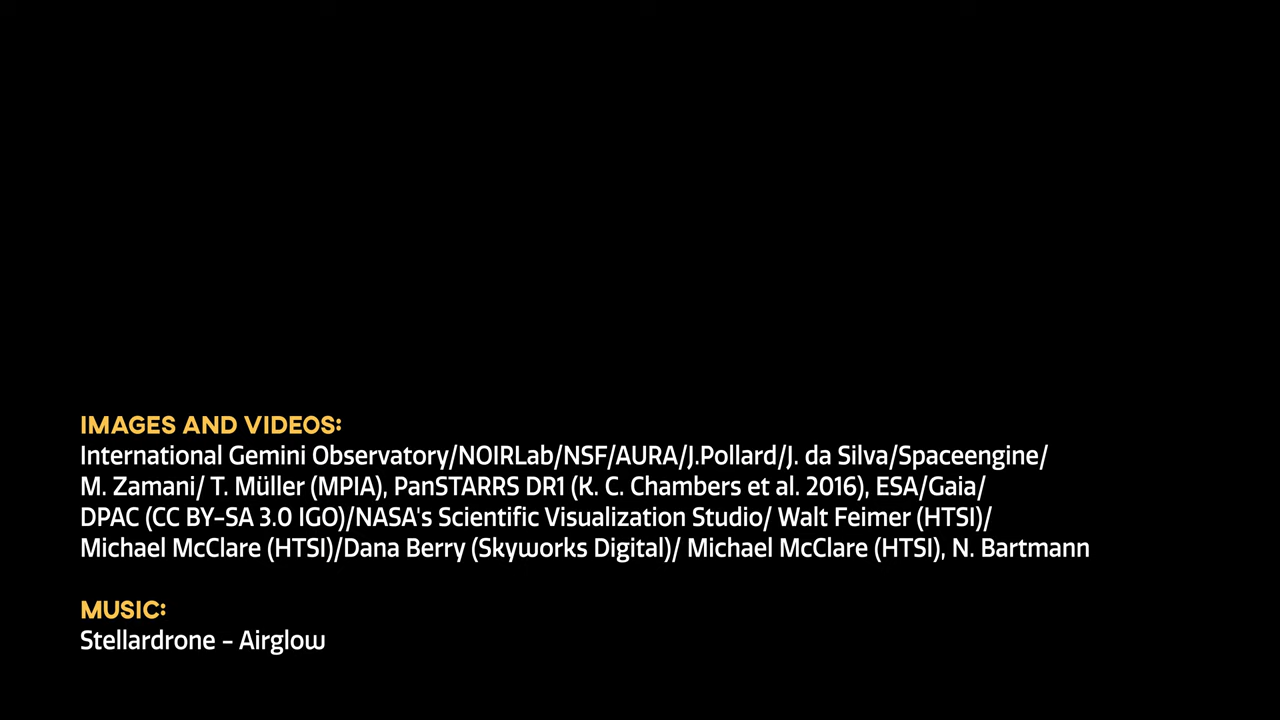 IMAGES AND VIDEOS:
International Gemini Observatory/NOIRLab/NSF/AURA/J.Pollard/J. da Silva/Spaceengine/
M. Zamani/ T. Müller (MPIA), PanSTARRS DR1 (K. C. Chambers et al. 2016), ESA/Gaia/
DPAC (CC BY-SA 3.0 IGO)/NASA's Scientific Visualization Studio/ Walt Feimer (HTSI)/
Michael McClare (HTSI)/Dana Berry (Skyworks Digital)/ Michael McClare (HTSI), N. Bartmann
MUSIC:
Stellardrone - Airglow